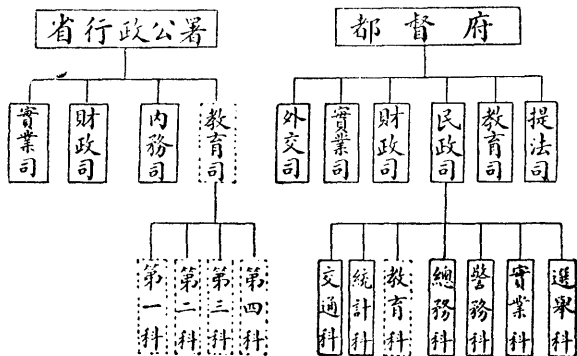 都督府
提法司
教育司
民政司
財政司
實業司
外交司
選舉科
實業科
警務科
總務科
教育科
統計科
交通科
省行政公署
教育司
內務司
財政司
實業司
第四科
第三科
第二科
第一科